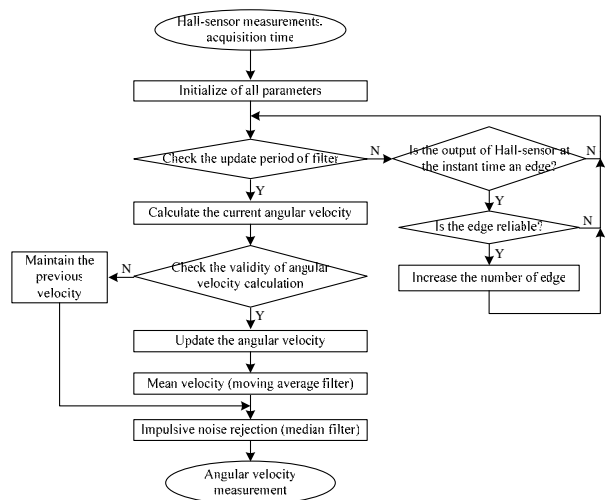 Hall-sensor measurements,
acquisition time
Initialize of all parameters
Check the update period of filter
N
Is the output of Hall-sensor at
the instant time an edge?
N
Y
Y
Calculate the current angular velocity
Is the edge reliable?
N
Y
Maintain the
previous
velocity
N
Check the validity of angular
velocity calculation
Increase the number of edge
Y
Update the angular velocity
Mean velocity (moving average filter)
Impulsive noise rejection (median filter)
Angular velocity
measurement